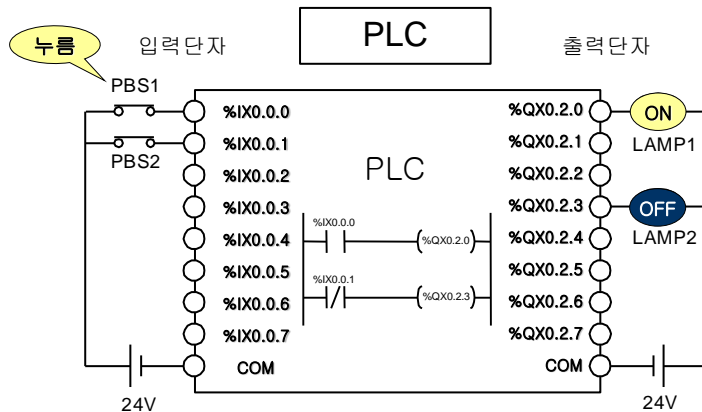 누름
입력단자
PLC
출력단자
PBS1
PBS2
%IX0.0.0
%IX0.0.1
%IX0.0.2
%IX0.0.3
%IX0.0.4
%IX0.0.5
%IX0.0.6
%IX0.0.7
COM
24V
PLC
%IX0.0.0
%QX0.2.0
%IX0.0.1
%QX0.2.3
%QX0.2.0
%QX0.2.1
%QX0.2.2
%QX0.2.3
%QX0.2.4
%QX0.2.5
%QX0.2.6
%QX0.2.7
COM
ON
LAMP1
OFF
LAMP2
24V